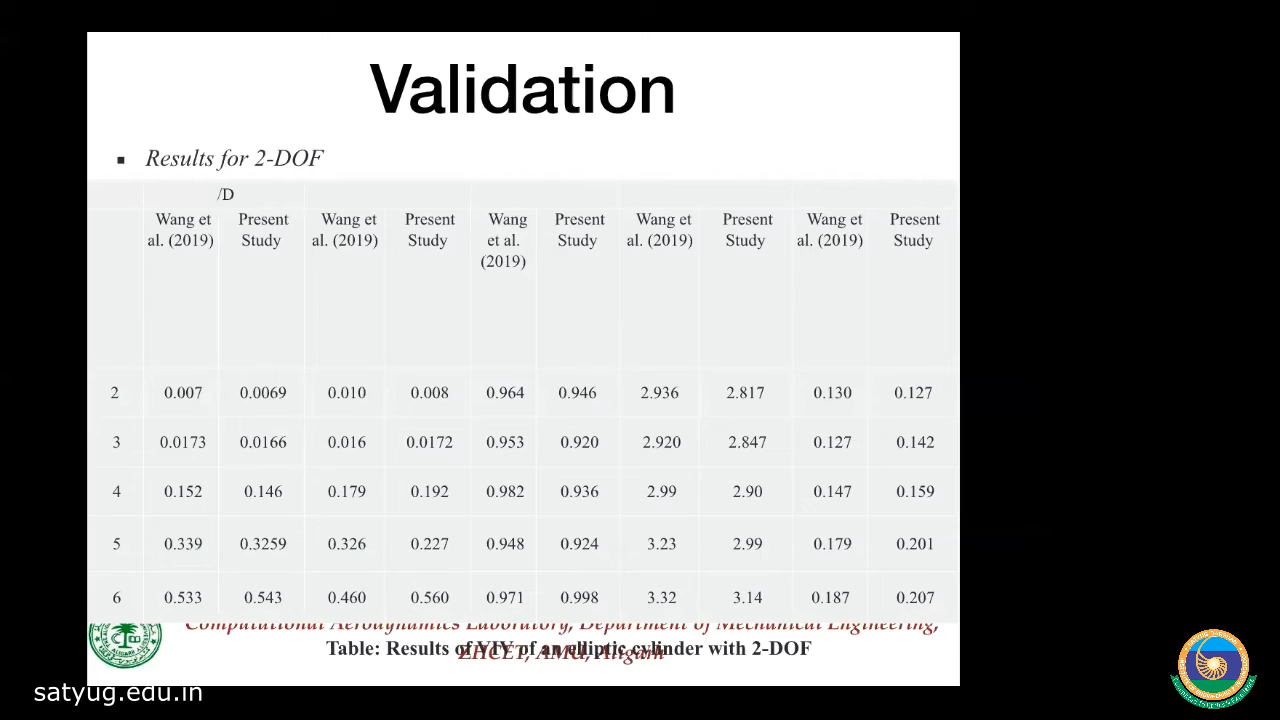 Validation
▪ Results for 2-DOF
/D
Wang et al. (2019) Present Study Wang et al. (2019) Present Study Wang et al. (2019) Present Study Wang et al. (2019) Present Study Wang et al. (2019) Present Study
2 0.007 0.0069 0.010 0.008 0.964 0.946 2.936 2.817 0.130 0.127
3 0.0173 0.0166 0.016 0.0172 0.953 0.920 2.920 2.847 0.127 0.142
4 0.152 0.146 0.179 0.192 0.982 0.936 2.99 2.90 0.147 0.159
5 0.339 0.3259 0.326 0.227 0.948 0.924 3.23 2.99 0.179 0.201
6 0.533 0.543 0.460 0.560 0.971 0.998 3.32 3.14 0.187 0.207
Computational Aerodynamics Laboratory, Department of Mechanical Engineering,
ZHCET, AMU, Aligarh
Table: Results of VIV of an elliptic cylinder with 2-DOF
satyug.edu.in